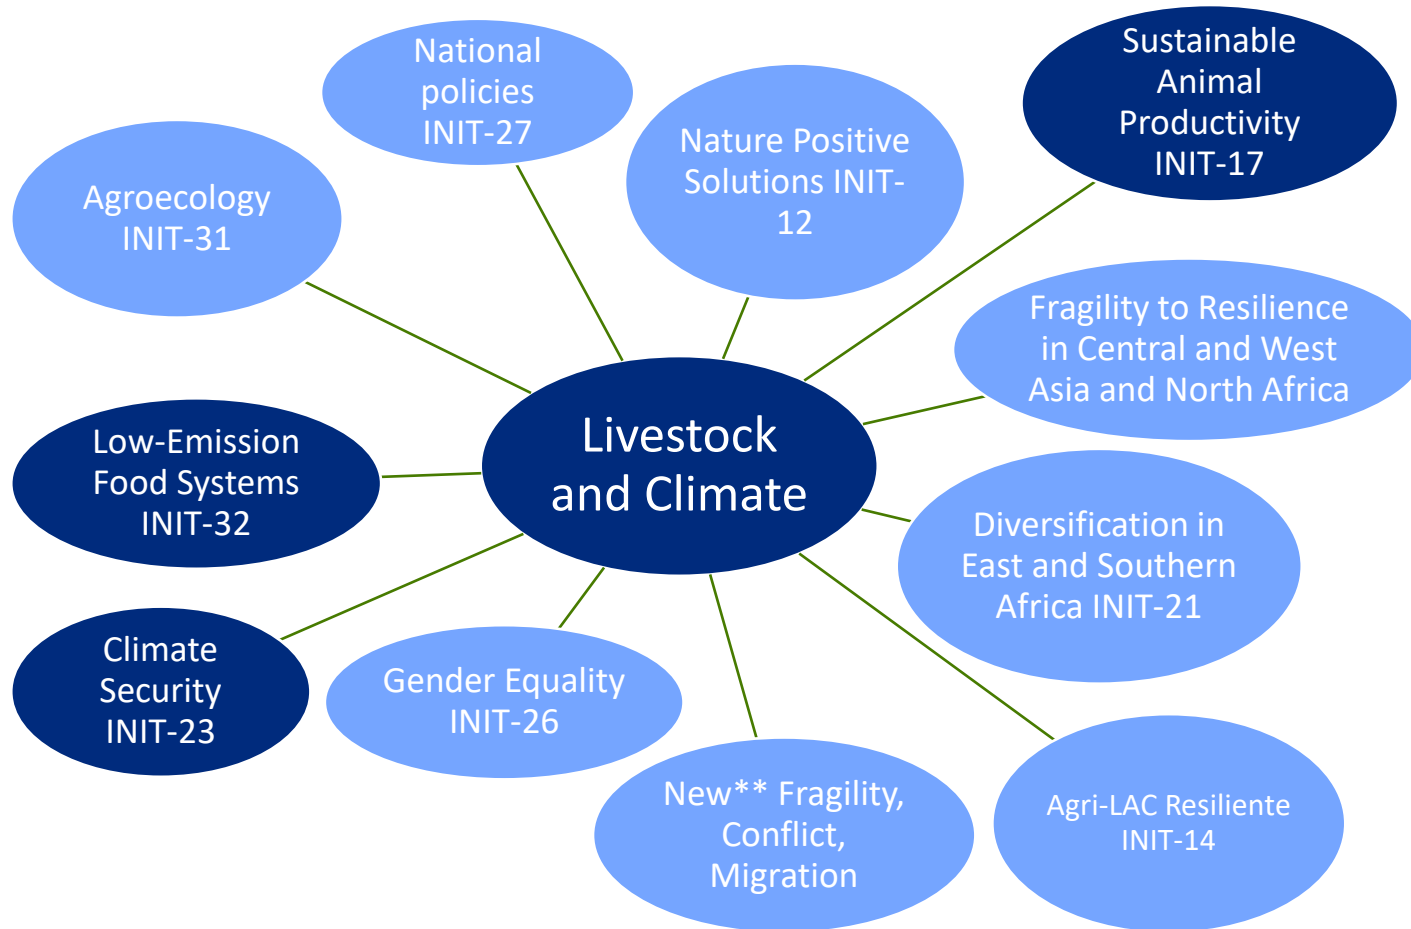 National
policies
INIT-27
Sustainable
Animal
Productivity
INIT-17
Nature Positive
Solutions INIT-
12
Agroecology
INIT-31
Fragility to Resilience
in Central and West
Asia and North Africa
Livestock
and Climate
Low-Emission
Food Systems
INIT-32
Diversification in
East and Southern
Africa INIT-21
Climate
Security
INIT-23
Gender Equality
INIT-26
New** Fragility,
Conflict,
Migration
Agri-LAC Resiliente
INIT-14